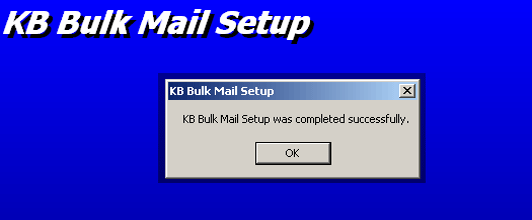 KB Bulk Mail Setup
KB Bulk Mail Setup
KB Bulk Mail Setup was completed successfully.
OK